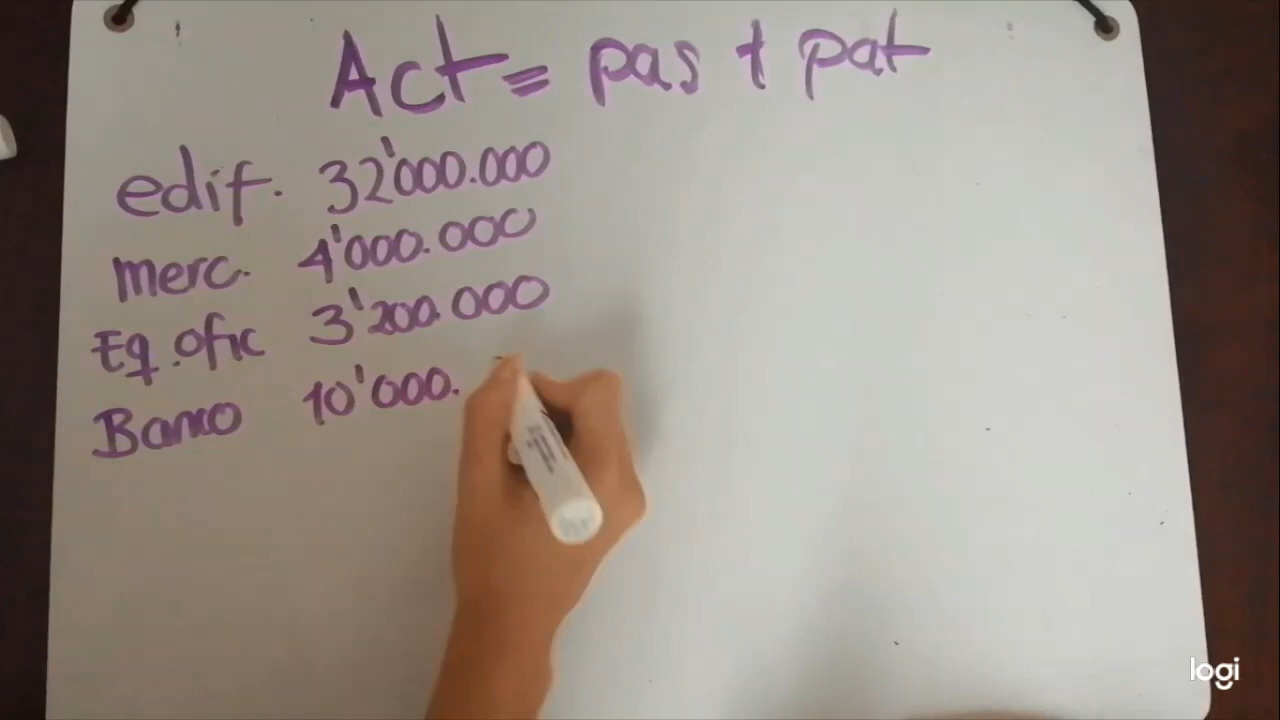 Act = pas + pat
edif. 32'000.000
merc. 4'000.000
Eq. ofic 3'200.000
Banco 10'000.
logi